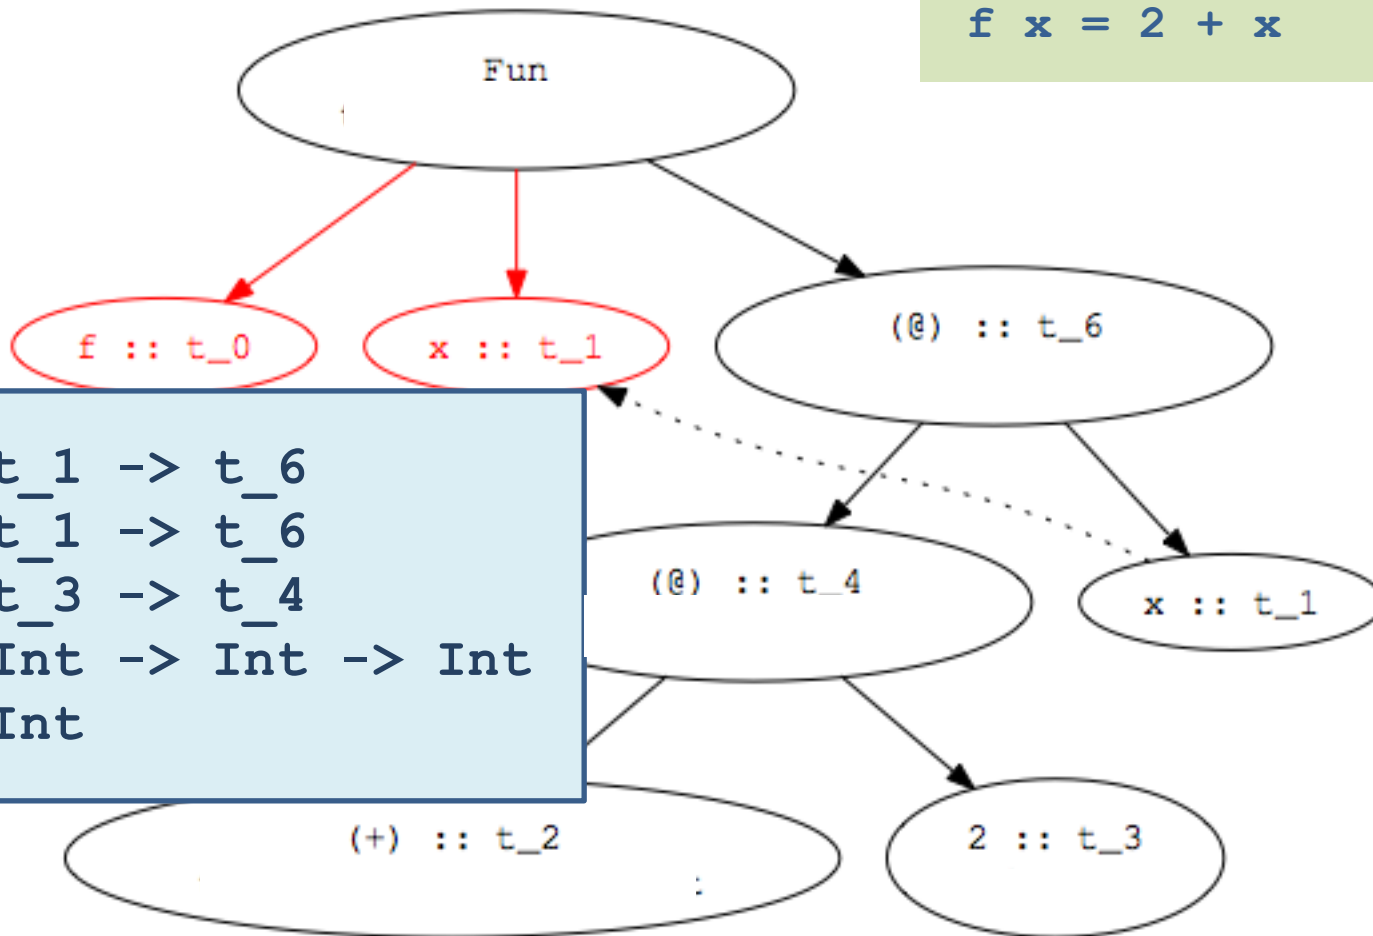 f x = 2 + x
Fun
f :: t_0
x :: t_1
(@) :: t_6
t_1 -> t_6
t_1 -> t_6
t_3 -> t_4
Int -> Int -> Int
Int
(@) :: t_4
x :: t_1
(+) :: t_2
2 :: t_3